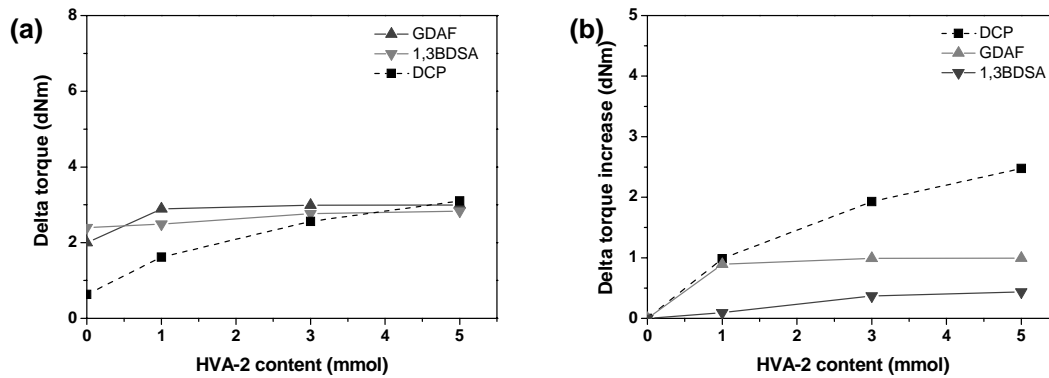 (a)
GDAF
1,3BDSA
DCP
Delta torque (dNm)
8
6
4
2
0
0 1 2 3 4 5
HVA-2 content (mmol)
(b)
DCP
GDAF
1,3BDSA
Delta torque increase (dNm)
5
4
3
2
1
0
0 1 2 3 4 5
HVA-2 content (mmol)